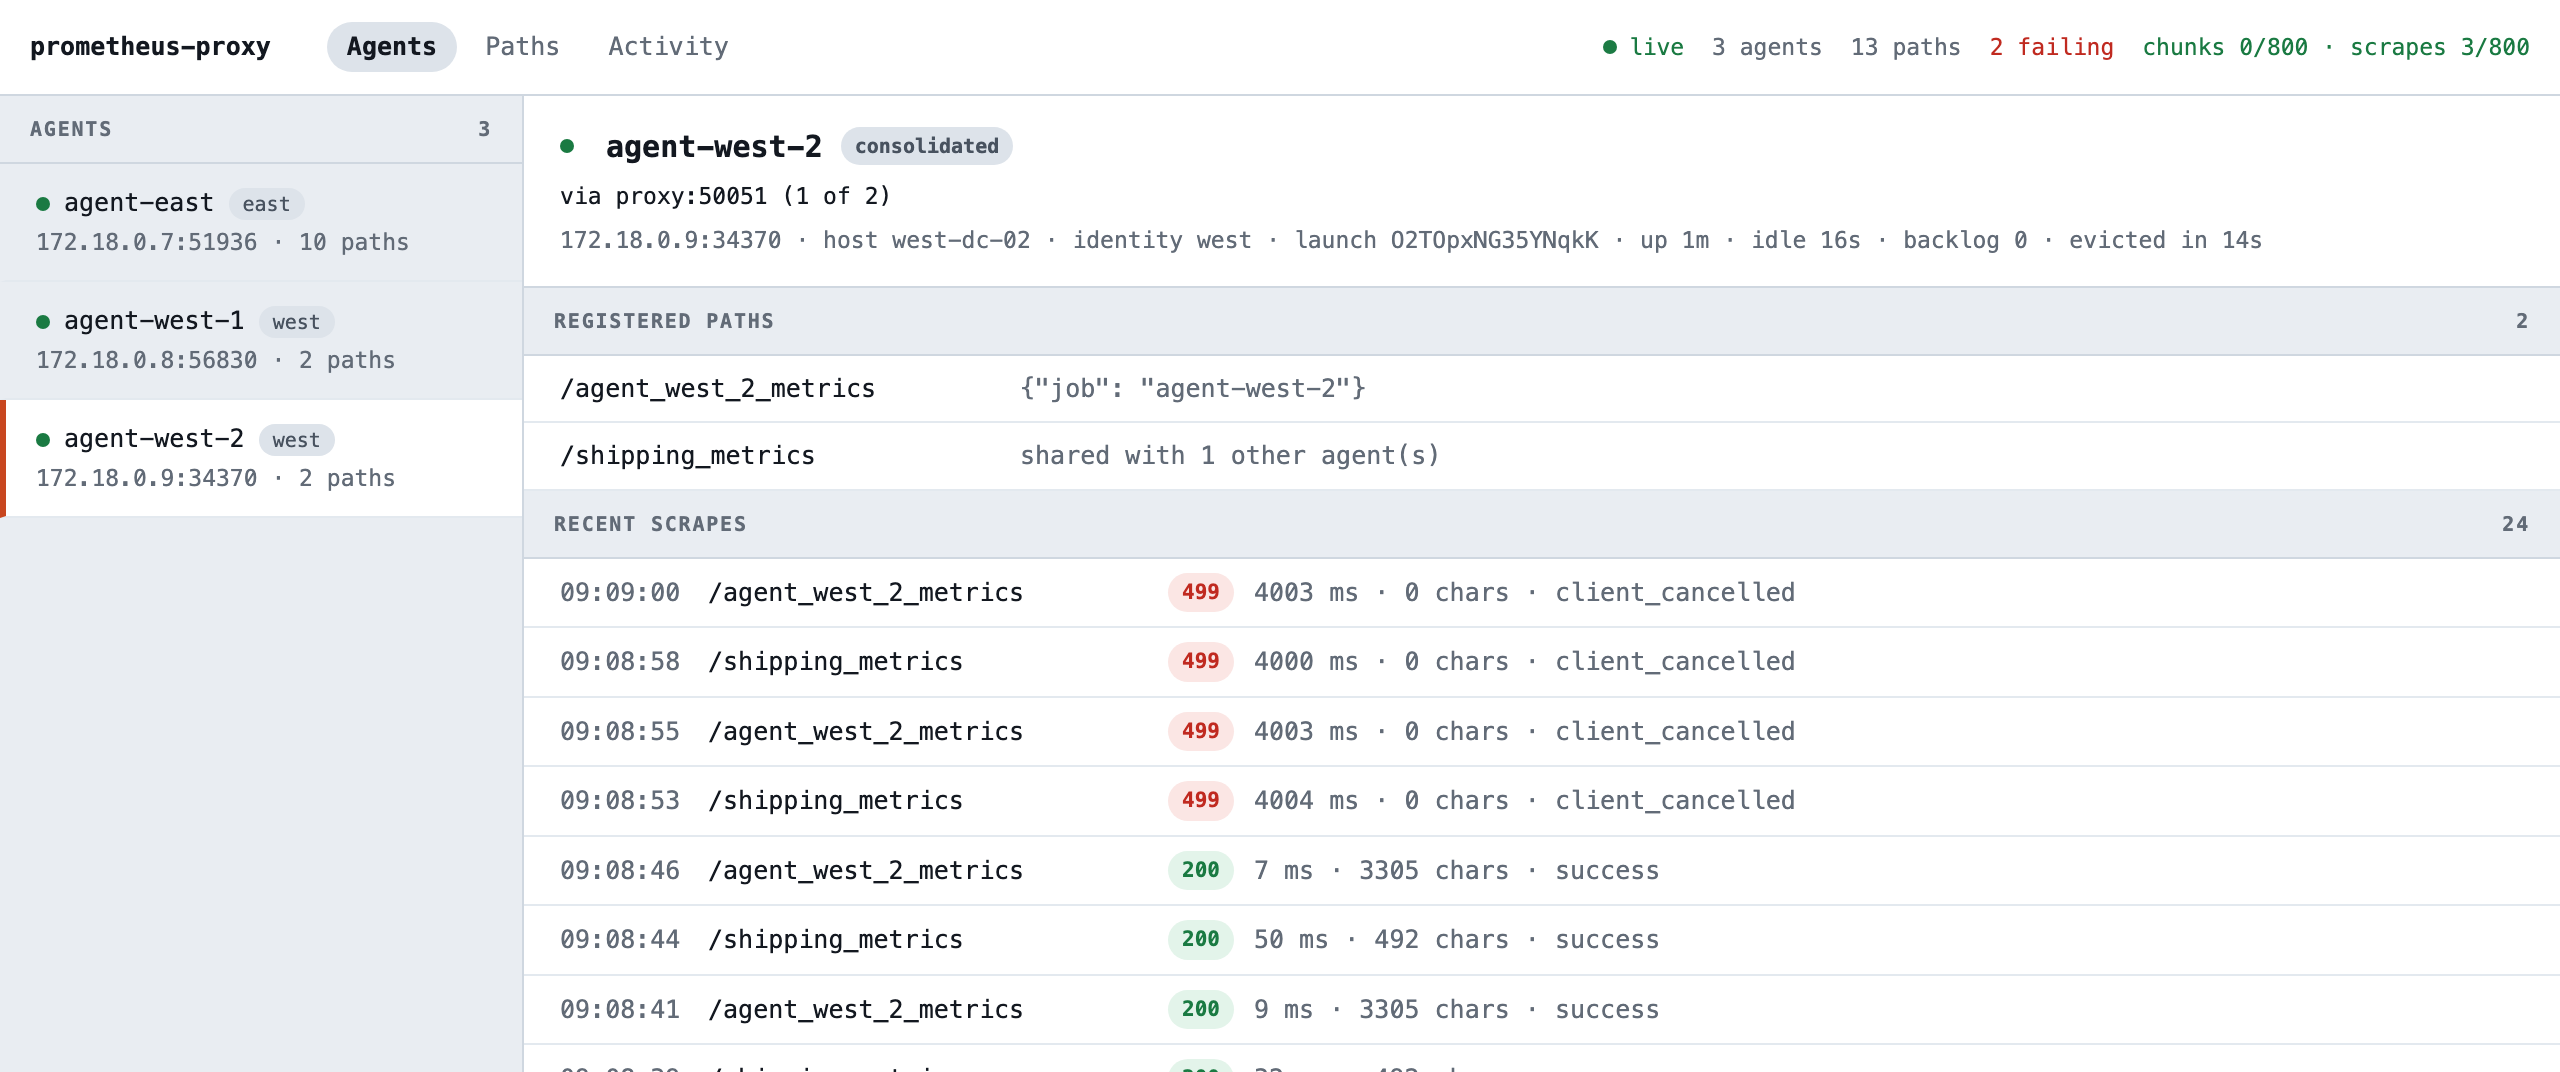 prometheus-proxy Agents Paths Activity live 3 agents 13 paths 2 failing chunks 0/800 · scrapes 3/800
AGENTS 3
agent-east east
172.18.0.7:51936 · 10 paths
agent-west-1 west
172.18.0.8:56830 · 2 paths
agent-west-2 west
172.18.0.9:34370 · 2 paths
agent-west-2 consolidated
via proxy:50051 (1 of 2)
172.18.0.9:34370 · host west-dc-02 · identity west · launch O2TOpxNG35YNqkK · up 1m · idle 16s · backlog 0 · evicted in 14s
REGISTERED PATHS 2
/agent_west_2_metrics {"job": "agent-west-2"}
/shipping_metrics shared with 1 other agent(s)
RECENT SCRAPES 24
09:09:00 /agent_west_2_metrics 499 4003 ms · 0 chars · client_cancelled
09:08:58 /shipping_metrics 499 4000 ms · 0 chars · client_cancelled
09:08:55 /agent_west_2_metrics 499 4003 ms · 0 chars · client_cancelled
09:08:53 /shipping_metrics 499 4004 ms · 0 chars · client_cancelled
09:08:46 /agent_west_2_metrics 200 7 ms · 3305 chars · success
09:08:44 /shipping_metrics 200 50 ms · 492 chars · success
09:08:41 /agent_west_2_metrics 200 9 ms · 3305 chars · success